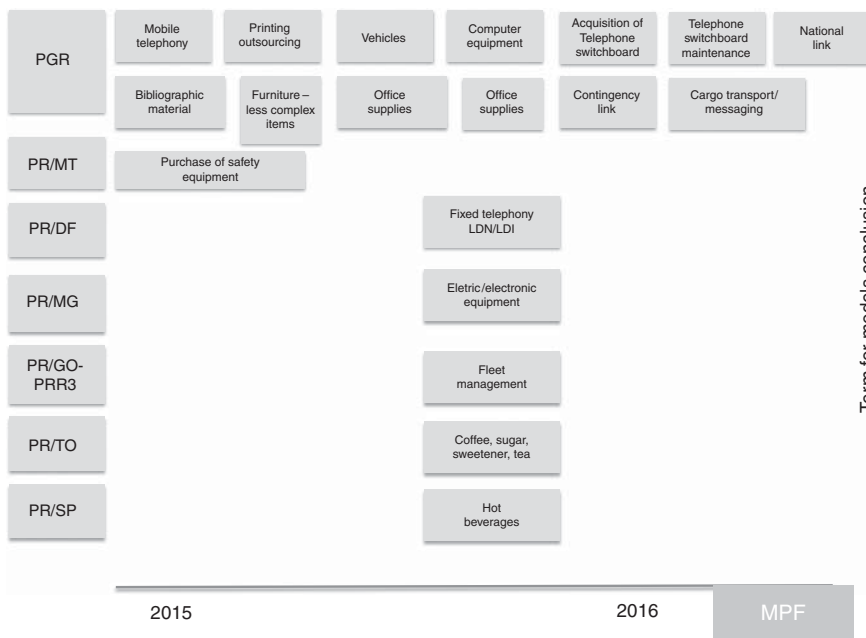 PGR
Mobile
telephony
Printing
outsourcing
Vehicles
Computer
equipment
Acquisition of
Telephone
switchboard
Telephone
switchboard
maintenance
National
link
Bibliographic
material
Furniture –
less complex
items
Office
supplies
Office
supplies
Contingency
link
Cargo transport/
messaging
PR/MT
Purchase of safety
equipment
PR/DF
Fixed telephony
LDN/LDI
PR/MG
Eletric/electronic
equipment
PR/GO-
PRR3
Fleet
management
PR/TO
Coffee, sugar,
sweetener, tea
PR/SP
Hot
beverages
2015
2016
MPF